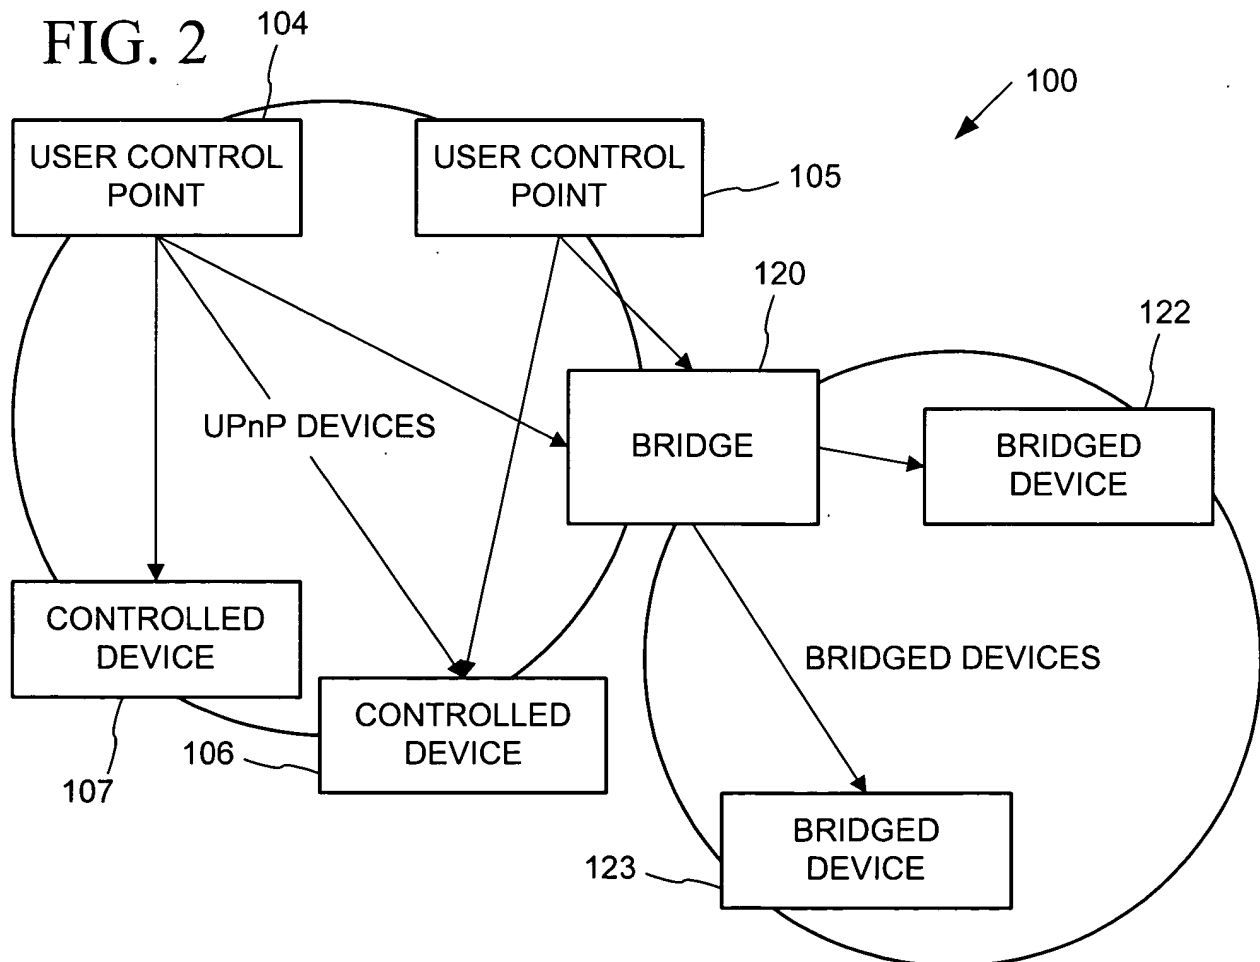 FIG. 2
104
100
USER CONTROL
POINT
USER CONTROL
POINT
105
120
122
UPnP DEVICES
BRIDGE
BRIDGED
DEVICE
CONTROLLED
DEVICE
BRIDGED DEVICES
CONTROLLED
DEVICE
106
107
BRIDGED
DEVICE
123